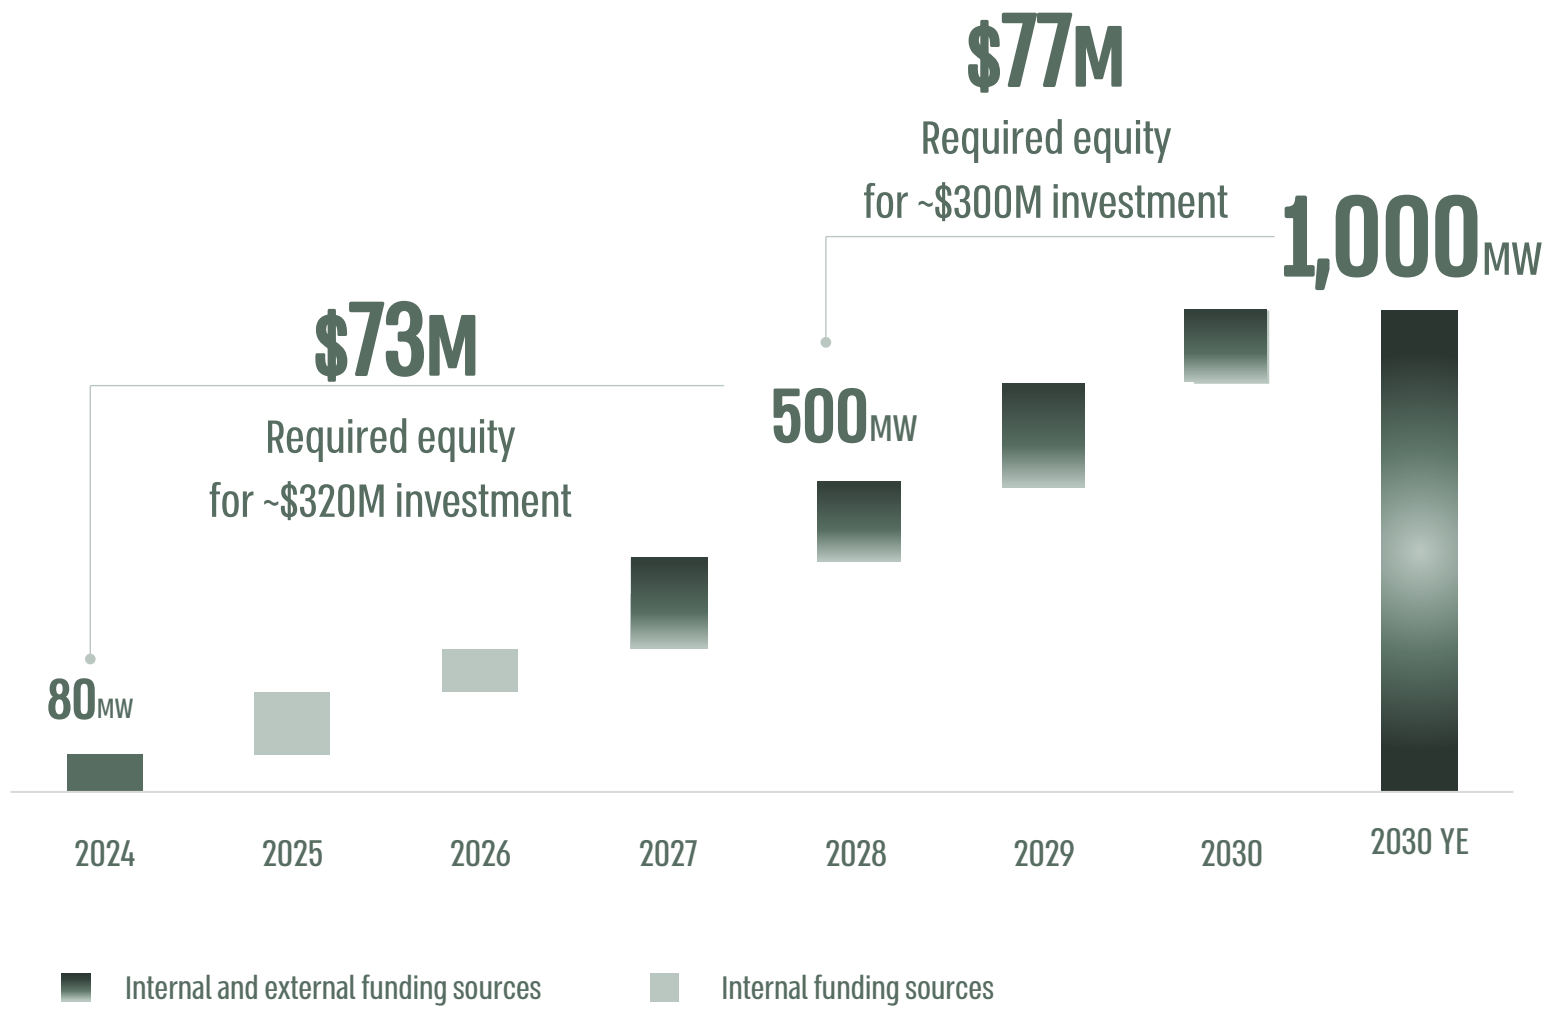 $77M
Required equity
for ~$300M investment
1,000MW
$73M
Required equity
for ~$320M investment
500MW
80MW
2024 2025 2026 2027 2028 2029 2030 2030 YE
Internal and external funding sources
Internal funding sources